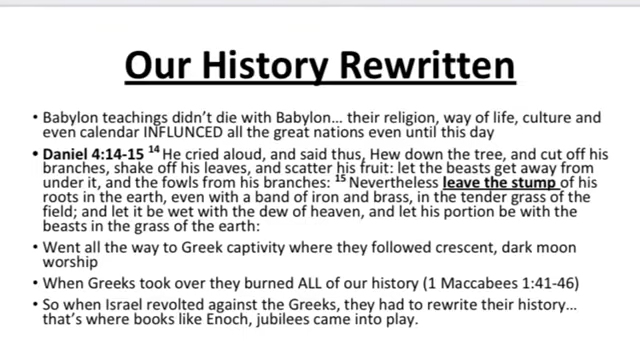 Our History Rewritten
• Babylon teachings didn't die with Babylon... their religion, way of life, culture and
even calendar INFLUNCED all the great nations even until this day
• Daniel 4:14-15 14 He cried aloud, and said thus, Hew down the tree, and cut off his
branches, shake off his leaves, and scatter his fruit: let the beasts get away from
under it, and the fowls from his branches: 15 Nevertheless leave the stump of his
roots in the earth, even with a band of iron and brass, in the tender grass of the
field; and let it be wet with the dew of heaven, and let his portion be with the
beasts in the grass of the earth:
• Went all the way to Greek captivity where they followed crescent, dark moon
worship
• When Greeks took over they burned ALL of our history (1 Maccabees 1:41-46)
• So when Israel revolted against the Greeks, they had to rewrite their history...
that's where books like Enoch, jubilees came into play.